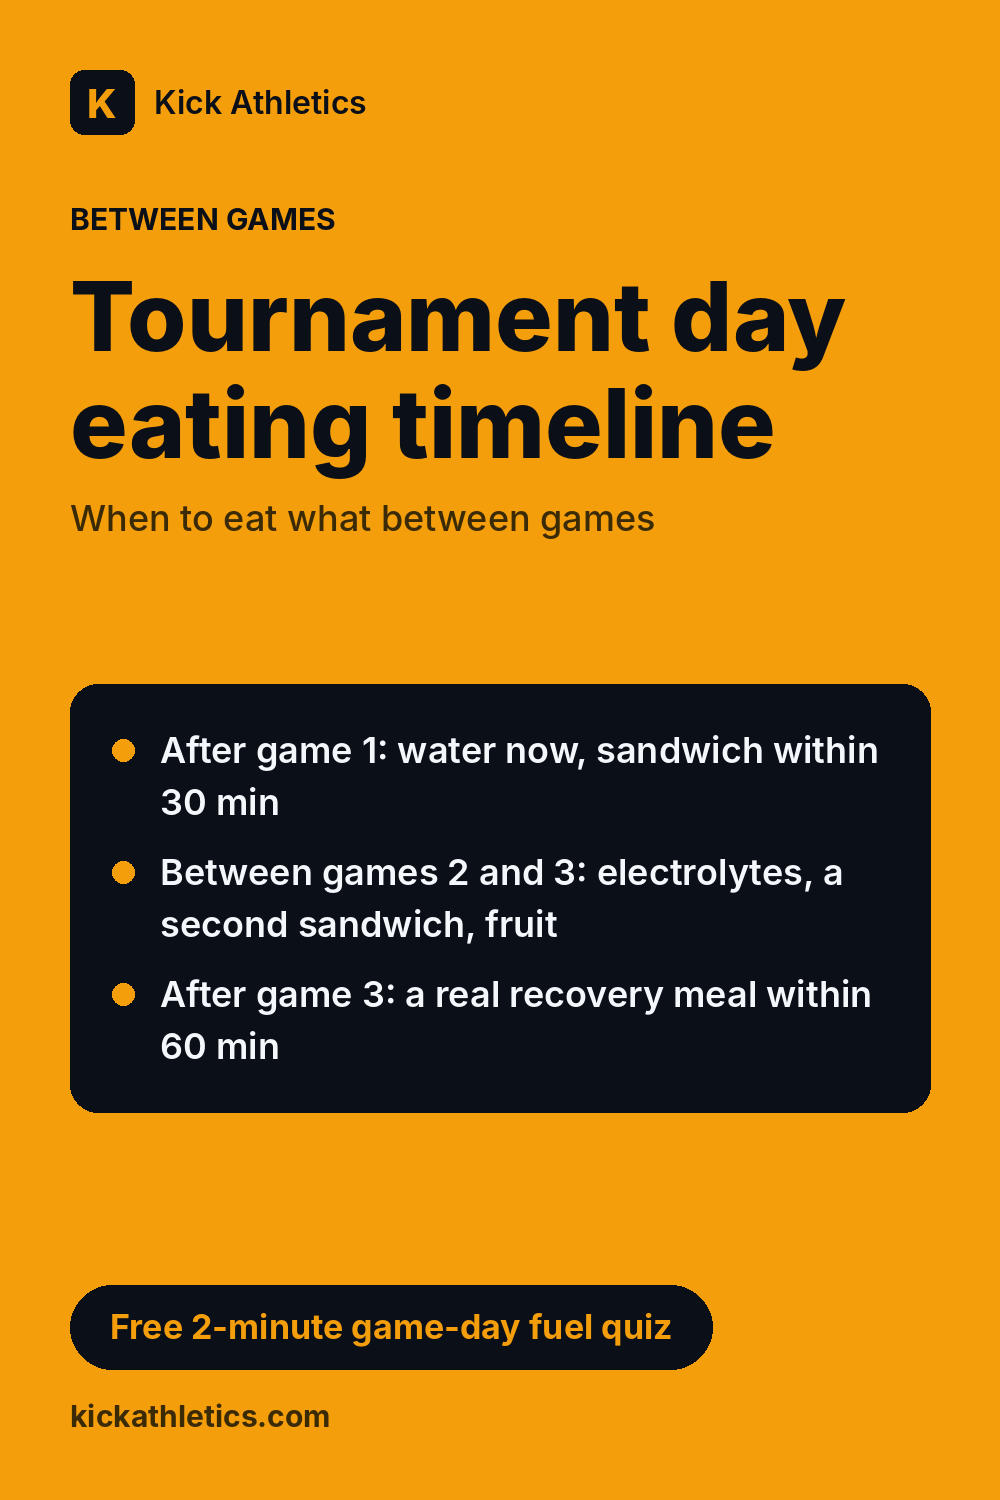 K
Kick Athletics
BETWEEN GAMES
Tournament day
eating timeline
When to eat what between games
After game 1: water now, sandwich within
30 min
Between games 2 and 3: electrolytes, a
second sandwich, fruit
After game 3: a real recovery meal within
60 min
Free 2-minute game-day fuel quiz
kickathletics.com